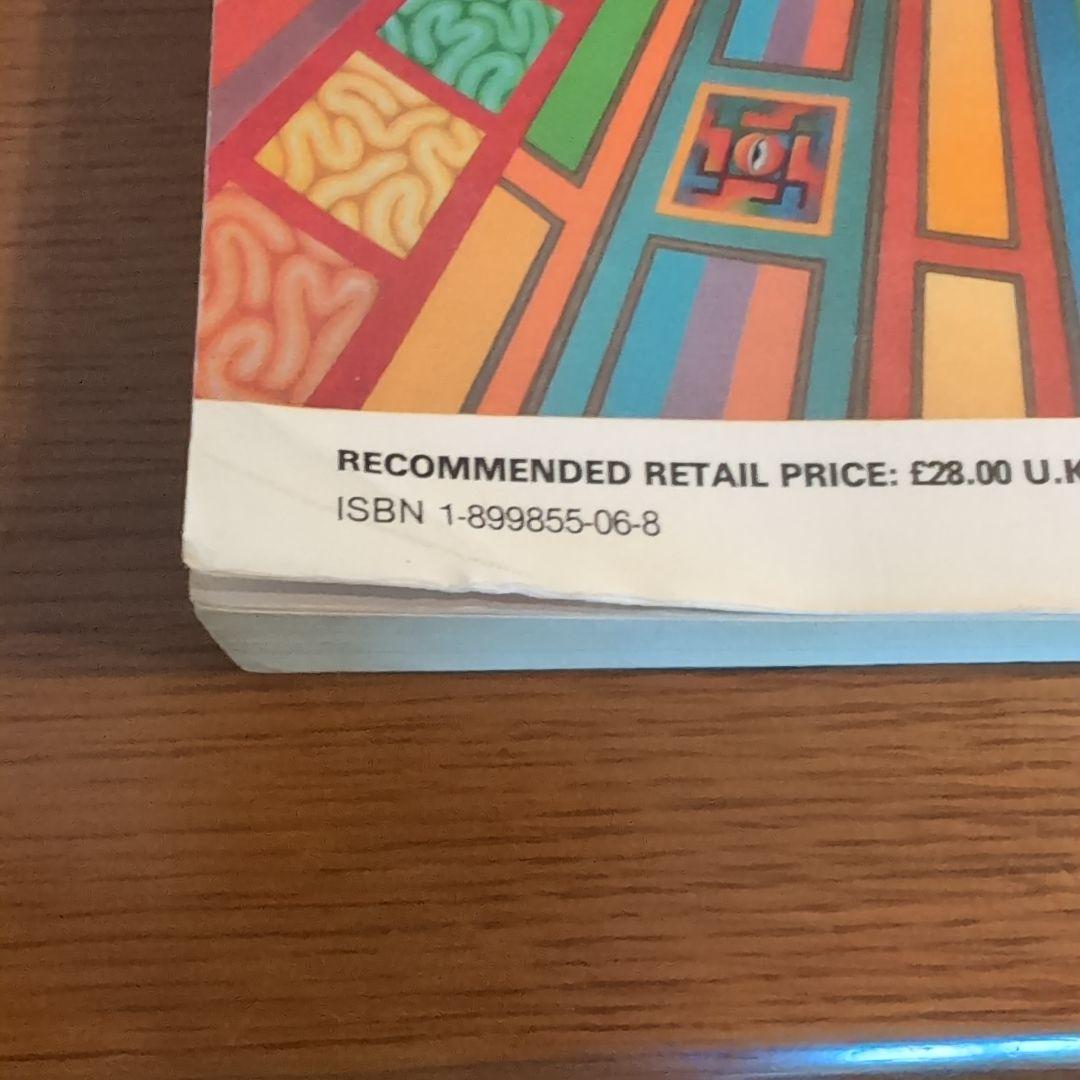 RECOMMENDED RETAIL PRICE: £28.00 U.K
ISBN 1-899855-06-8